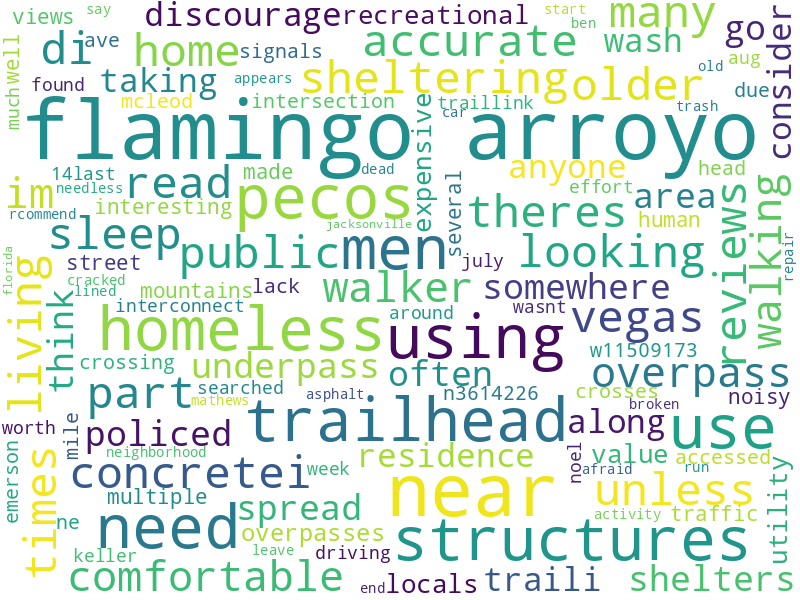 views
say
discourage
recreational
start
ben
many
go
di
ave
home
signals
accurate
wash
consider
much
well
found
taking
appears
sheltering
older
old
aug
due
mcleod
intersection
traillink
car
trash
flamingo
arroyo
14last
needless
read
made
dead
expensive
anyone
effort
head
im
rcommend
interesting
pecos
jacksonville
several
theres
area
human
sleep
public
men
looking
reviews
walking
florida
street
mountains
lack
july
repair
living
cracked
lined
think
interconnect
walker
somewhere
wasnt
vegas
around
homeless
using
crossing
underpass
w11509173
overpass
part
searched
mathews
asphalt
often
n3614226
crosses
broken
noisy
worth
mile
policed
trailhead
along
use
emerson
neighborhood
residence
noel
value
accessed
concretei
week
afraid
run
times
multiple
near
unless
utility
ne
need
spread
overpasses
structures
activity
traffic
keller
leave
driving
comfortable
end
locals
traili
shelters